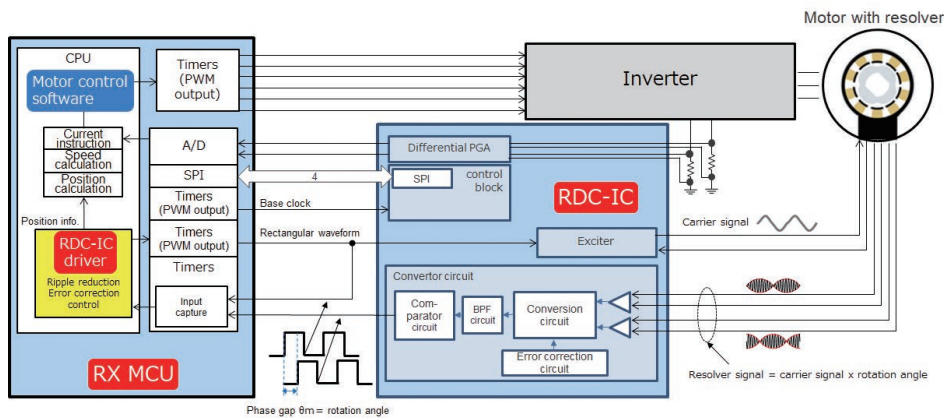 Motor with resolver
CPU
Motor control
software
Timers
(PWM
output)
Inverter
Current
instruction
Speed
calculation
Position
calculation
A/D
SPI
Timers
(PWM output)
Timers
(PWM output)
Timers
Input
capture
Position info.
RDC-IC
driver
Ripple reduction
Error correction
control
RX MCU
4
Base clock
Rectangular waveform
Differential PGA
SPI
control
block
RDC-IC
Exciter
Carrier signal
Convertor circuit
Com-
parator
circuit
BPF
circuit
Conversion
circuit
Error correction
circuit
Resolver signal = carrier signal x rotation angle
Phase gap θm= rotation angle